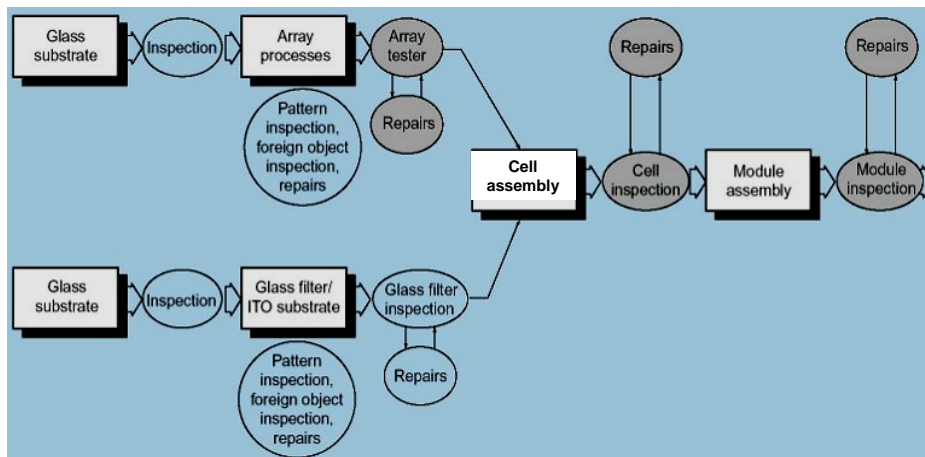 Glass
substrate
Inspection
Array
processes
Array
tester
Repairs
Pattern
inspection,
foreign object
inspection,
repairs
Repairs
Repairs
Cell
assembly
Cell
inspection
Module
assembly
Module
inspection
Glass
substrate
Inspection
Glass filter/
ITO substrate
Glass filter
inspection
Repairs
Pattern
inspection,
foreign object
inspection,
repairs